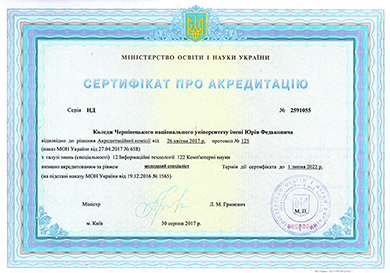 МІНІСТЕРСТВО ОСВІТИ І НАУКИ УКРАЇНИ
СЕРТИФІКАТ ПРО АКРЕДИТАЦІЮ
Серія НД № 2591055
Коледж Чернівецького національного університету імені Юрія Федьковича
відповідно до рішення Акредитаційної комісії від 26 квітня 2017 р. протокол № 125
(наказ МОН України від 27.04.2017 № 658)
з галузі знань (спеціальності) 12 Інформаційні технології 122 Комп'ютерні науки
визнано акредитованим за рівнем молодший спеціаліст Термін дії сертифіката до 1 липня 2022 р.
(на підставі наказу МОН України від 19.12.2016 № 1565)
Міністр Л. М. Гриневич
М. П.
м. Київ 30 серпня 2017 р.